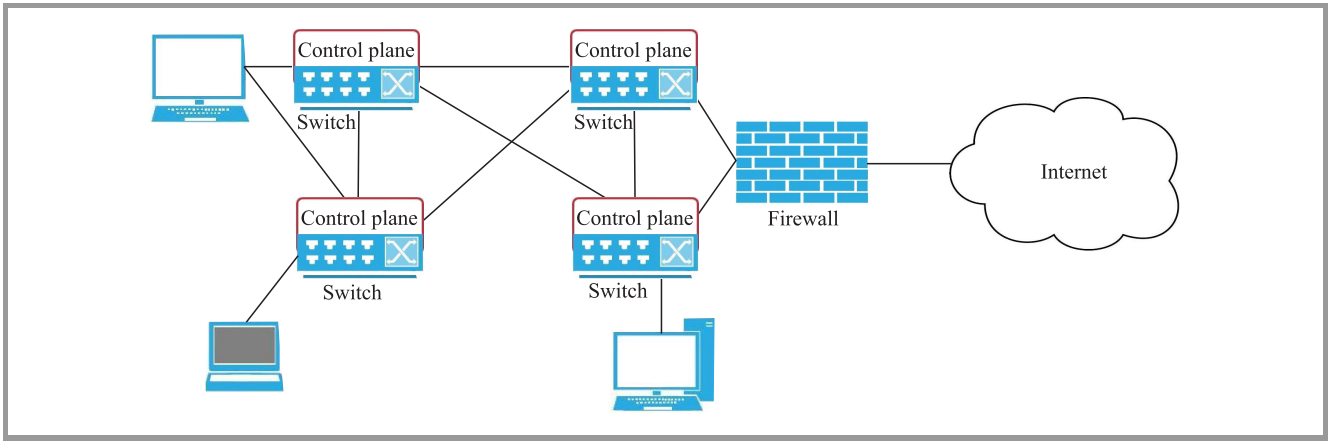 Control plane
Control plane
Switch
Switch
Internet
Control plane
Control plane
Firewall
Switch
Switch